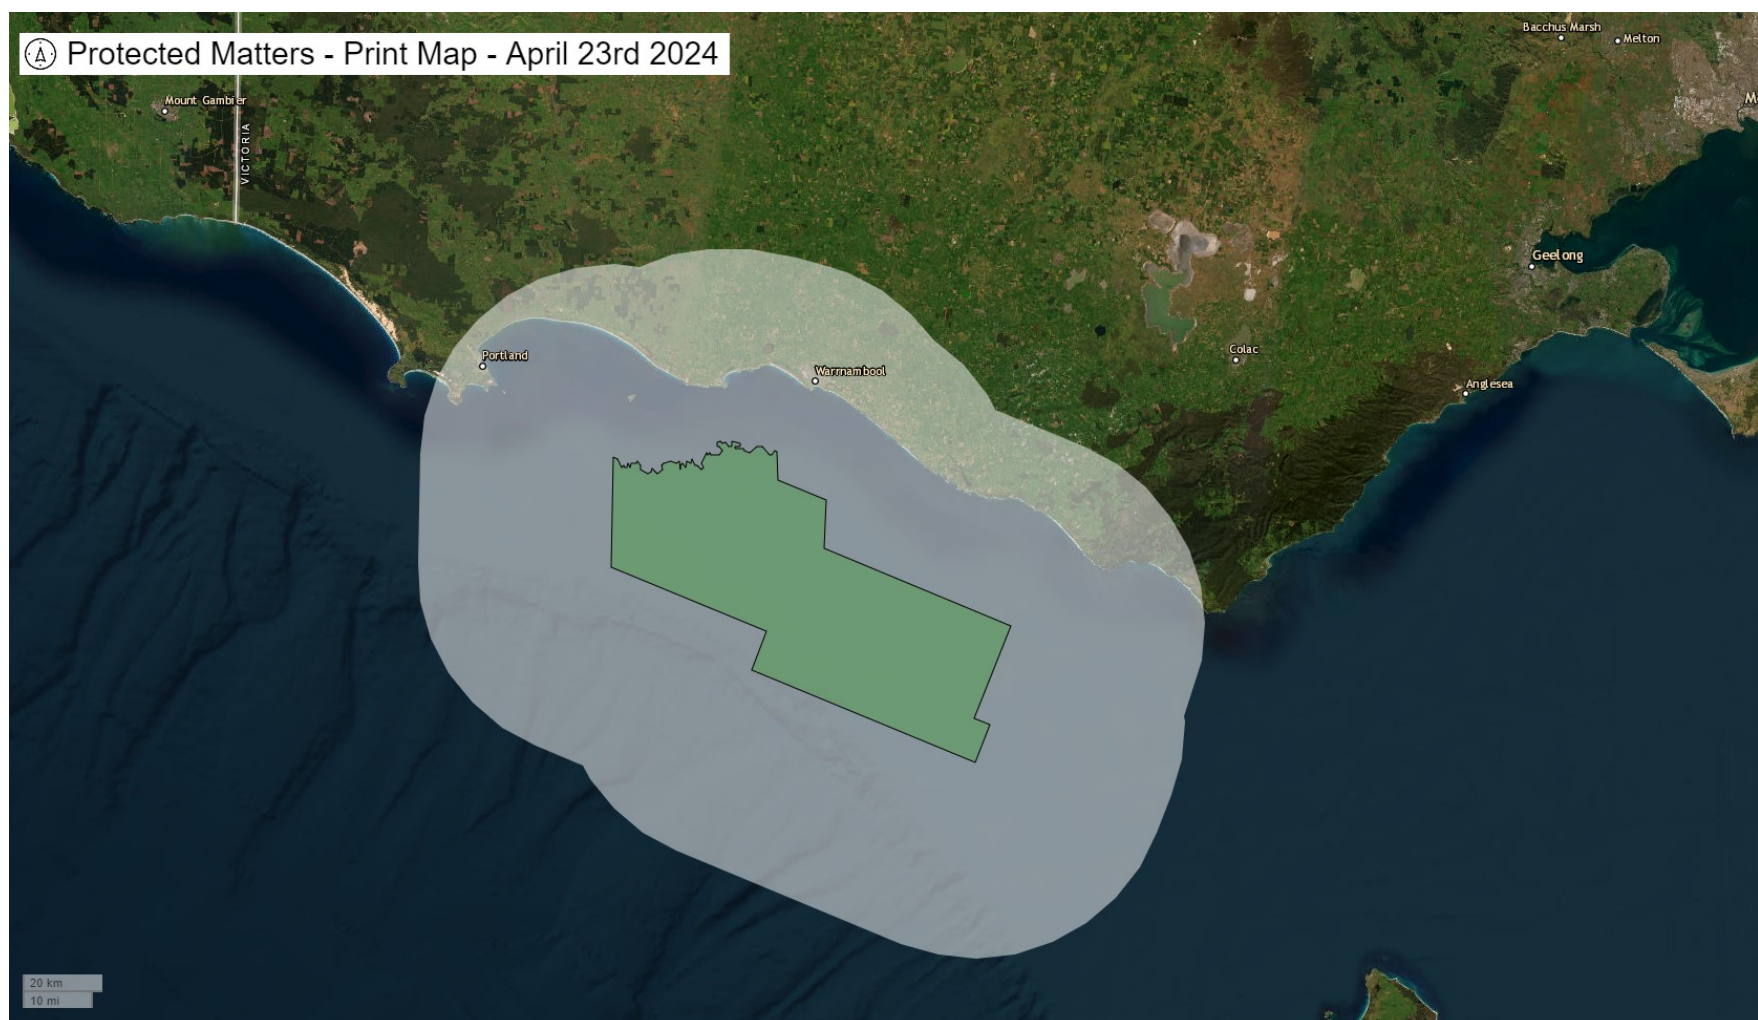 Protected Matters - Print Map - April 23rd 2024
Bacchus Marsh
Melton
M
Mount Gambier
VICTORIA
Geelong
Portland
Warrnambool
Colac
Anglesea
20 km
10 mi